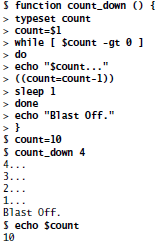 $ function count_down () {
> typeset count
> count=$1
> while [ $count -gt 0 ]
> do
> echo "$count..."
> ((count=count-1))
> sleep 1
> done
> echo "Blast Off."
> }
$ count=10
$ count_down 4
4...
3...
2...
1...
Blast Off.
$ echo $count
10